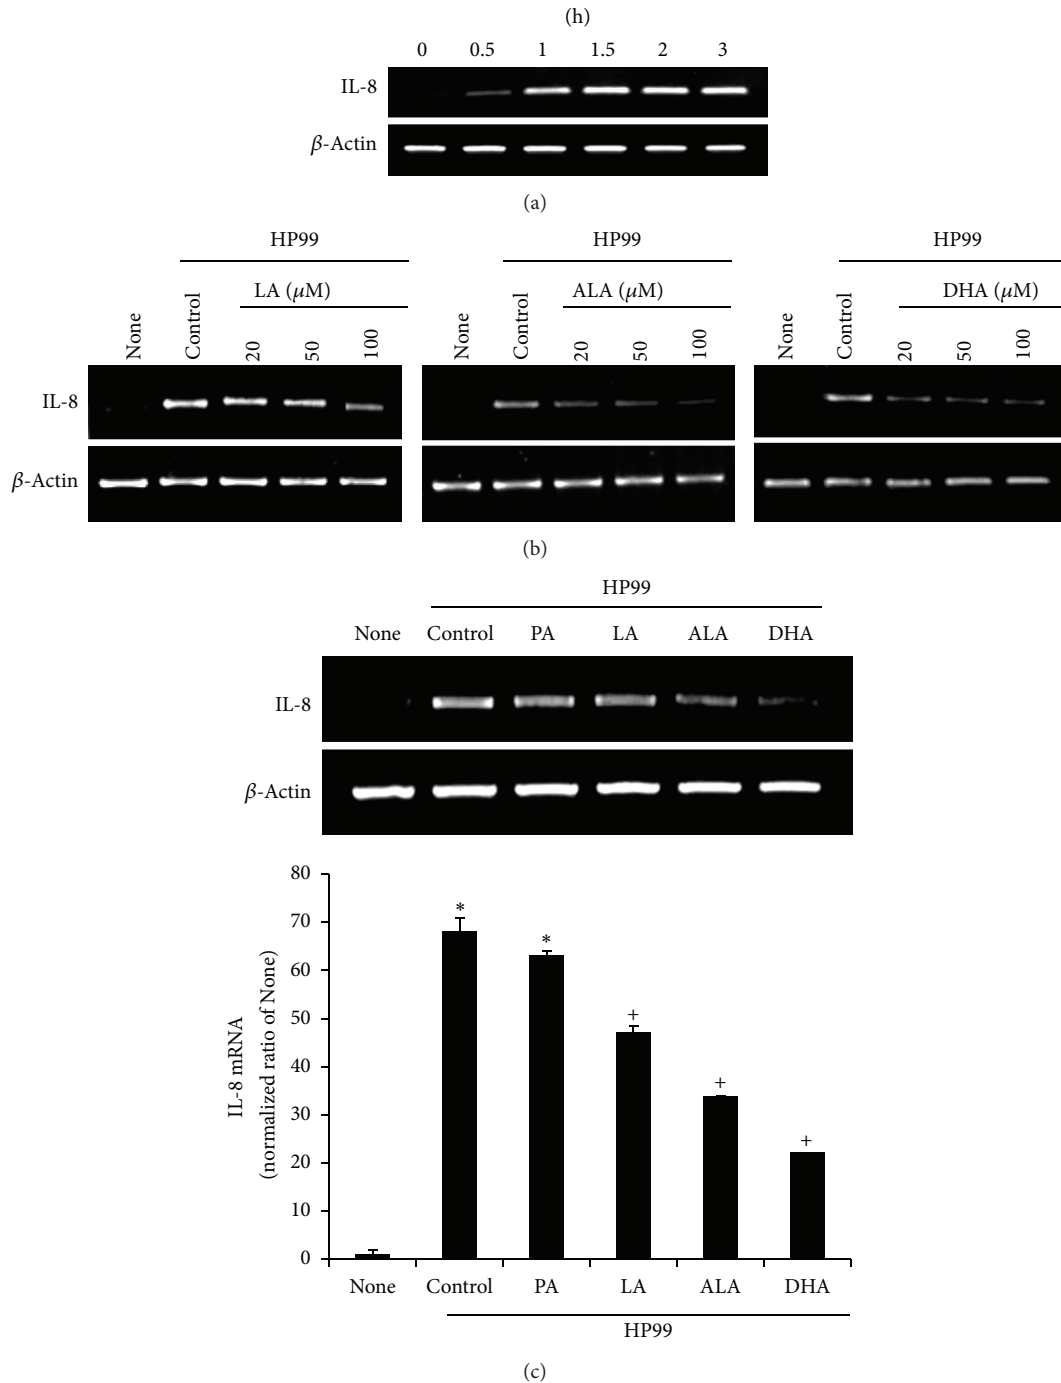 (h)
0 0.5 1 1.5 2 3
IL-8
β-Actin
(a)
HP99 HP99 HP99
LA (μM) ALA (μM) DHA (μM)
None Control 20 50 100 None Control 20 50 100 None Control 20 50 100
IL-8
β-Actin
(b)
HP99
None Control PA LA ALA DHA
IL-8
β-Actin
80
70
60
50
40
30
20
10
0
IL-8 mRNA
(normalized ratio of None)
* * + + + +
None Control PA LA ALA DHA
HP99
(c)